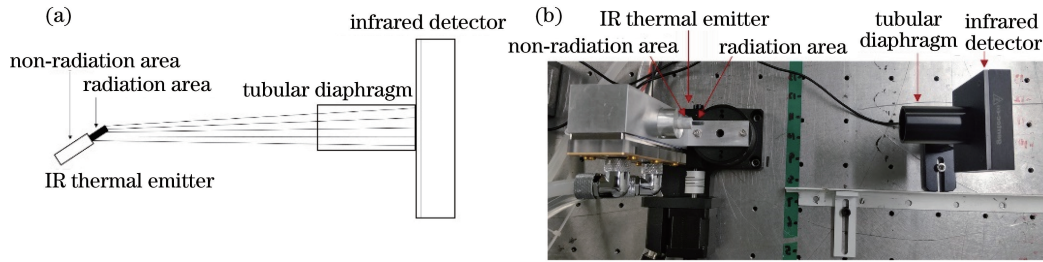 (a)
infrared detector
non-radiation area
radiation area
tubular diaphragm
IR thermal emitter
(b)
IR thermal emitter
non-radiation area
radiation area
tubular
diaphragm
infrared
detector